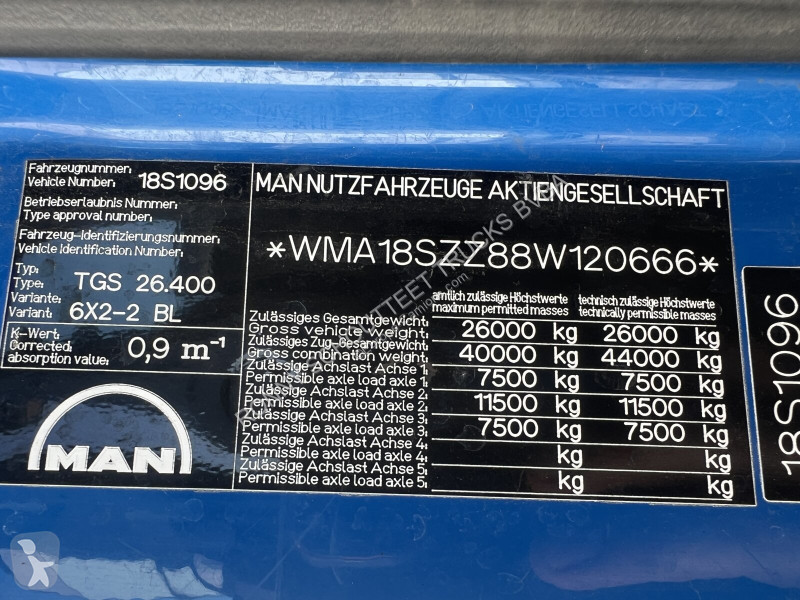 Fahrzeugnummer:
Vehicle Number: 18S1096
Betriebserlaubnis Nummer:
Type approval number:
Fahrzeug-Identifizierungsnummer:
Vehicle Identification Number:
Typ:
Type: TGS 26.400
Variante:
Variant: 6X2-2 BL
K-Wert:
Corrected absorption value: 0,9 m⁻¹
MAN
MAN NUTZFAHRZEUGE AKTIENGESELLSCHAFT
*WMA18SZZ88W120666*
amtlich zulässige Höchstwerte technisch zulässige Höchstwerte
maximum permitted masses technically permissible masses
Zulässiges Gesamtgewicht:
Gross vehicle weight: 26000 kg 26000 kg
Zulässiges Zug-Gesamtgewicht:
Gross combination weight: 40000 kg 44000 kg
Zulässige Achslast Achse 1:
Permissible axle load axle 1: 7500 kg 7500 kg
Zulässige Achslast Achse 2:
Permissible axle load axle 2: 11500 kg 11500 kg
Zulässige Achslast Achse 3:
Permissible axle load axle 3: 7500 kg 7500 kg
Zulässige Achslast Achse 4:
Permissible axle load axle 4: kg kg
Zulässige Achslast Achse 5:
Permissible axle load axle 5: kg kg
18S1096